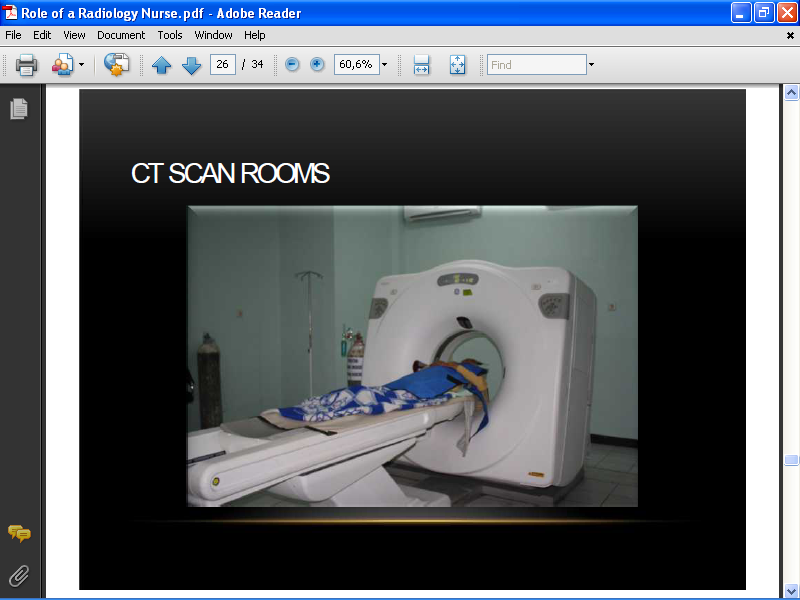 Role of a Radiology Nurse.pdf - Adobe Reader
File Edit View Document Tools Window Help
26 / 34 60,6% Find
CT SCAN ROOMS